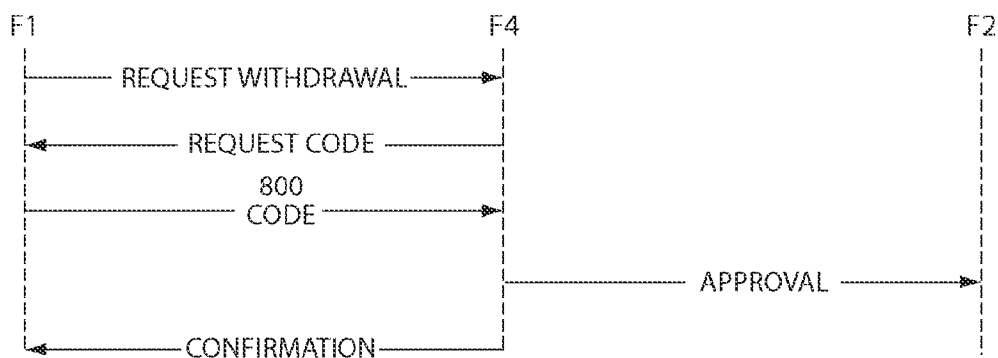 F1 F4 F2
REQUEST WITHDRAWAL
REQUEST CODE
800
CODE
APPROVAL
CONFIRMATION